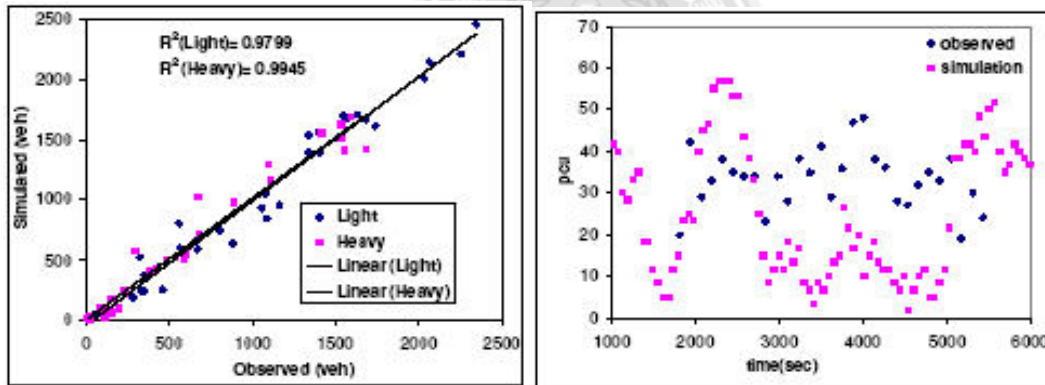 2500
2000
1500
1000
500
0
Simulated (veh)
R²(Light)= 0.9799
R²(Heavy)= 0.9945
Light
Heavy
Linear (Light)
Linear (Heavy)
0 500 1000 1500 2000 2500
Observed (veh)
70
60
50
40
30
20
10
0
pcu
observed
simulation
1000 2000 3000 4000 5000 6000
time(sec)